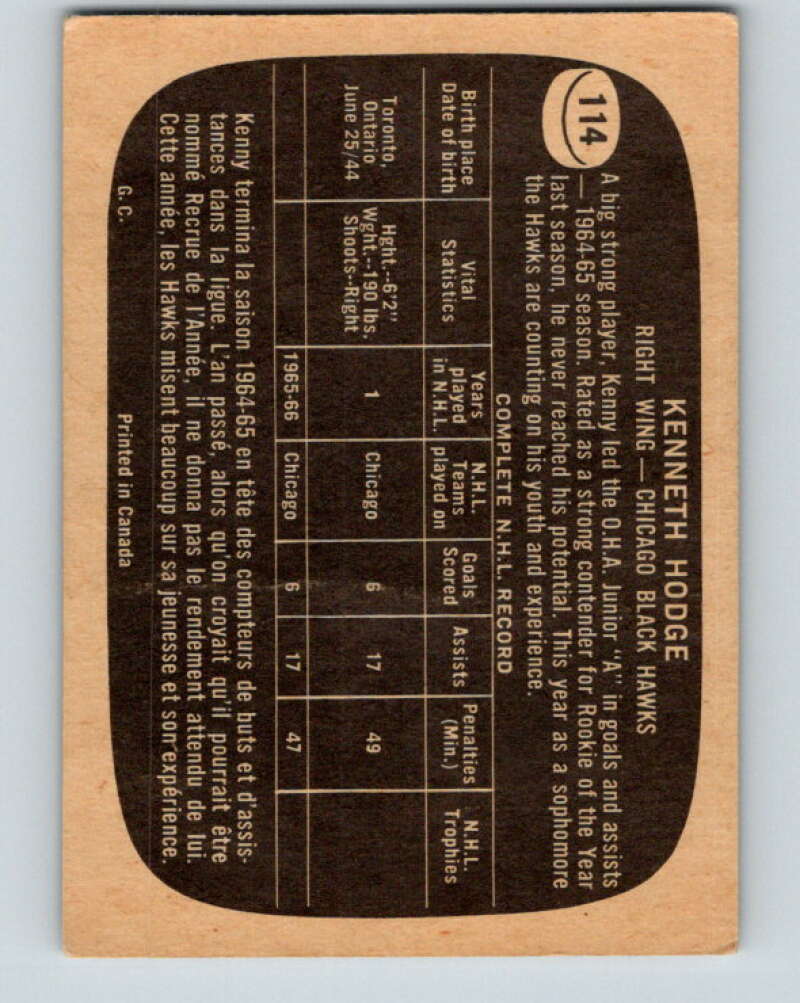 114
KENNETH HODGE
RIGHT WING — CHICAGO BLACK HAWKS
A big strong player, Kenny led the O.H.A. Junior "A" in goals and assists
— 1964-65 season. Rated as a strong contender for Rookie of the Year
last season, he never reached his potential. This year as a sophomore
the Hawks are counting on his youth and experience.
COMPLETE N.H.L. RECORD
Birth place
Date of birth
Vital
Statistics
Years
played
in N.H.L.
N.H.L.
Teams
played on
Goals
Scored
Assists
Penalties
(Min.)
N.H.L.
Trophies
Toronto,
Ontario
June 25/44
Hght.--6'2"
Wght.--190 lbs.
Shoots--Right
1
Chicago
6
17
49
1965-66
Chicago
6
17
47
Kenny termina la saison 1964-65 en tête des compteurs de buts et d'assis-
tances dans la ligue. L'an passé, alors qu'on croyait qu'il pourrait être
nommé Recrue de l'Année, il ne donna pas le rendement attendu de lui.
Cette année, les Hawks misent beaucoup sur sa jeunesse et son expérience.
G.C.
Printed in Canada